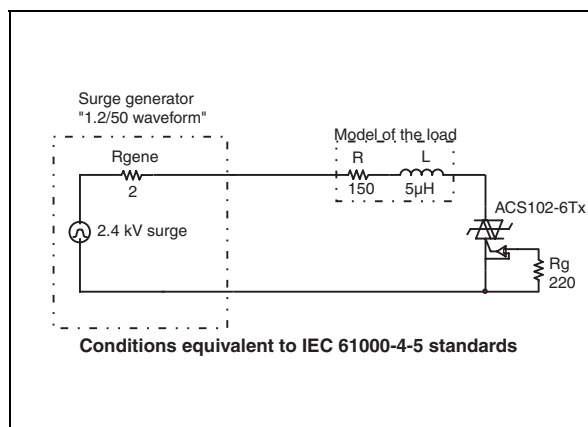 Surge generator
"1.2/50 waveform"
Model of the load
Rgene
R
L
2
150
5µH
ACS102-6Tx
2.4 kV surge
Rg
220
Conditions equivalent to IEC 61000-4-5 standards